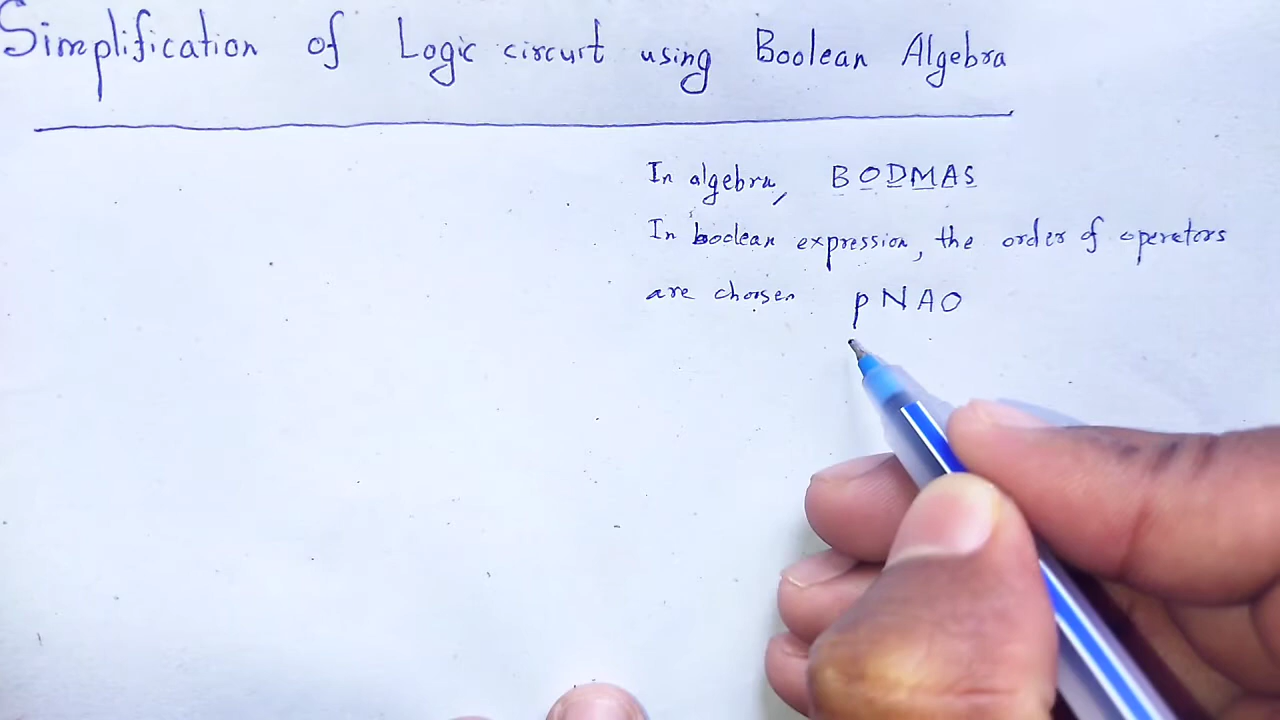 Simplification of Logic circuit using Boolean Algebra
In algebra, BODMAS
In boolean expression, the order of operators
are choosen PNAO